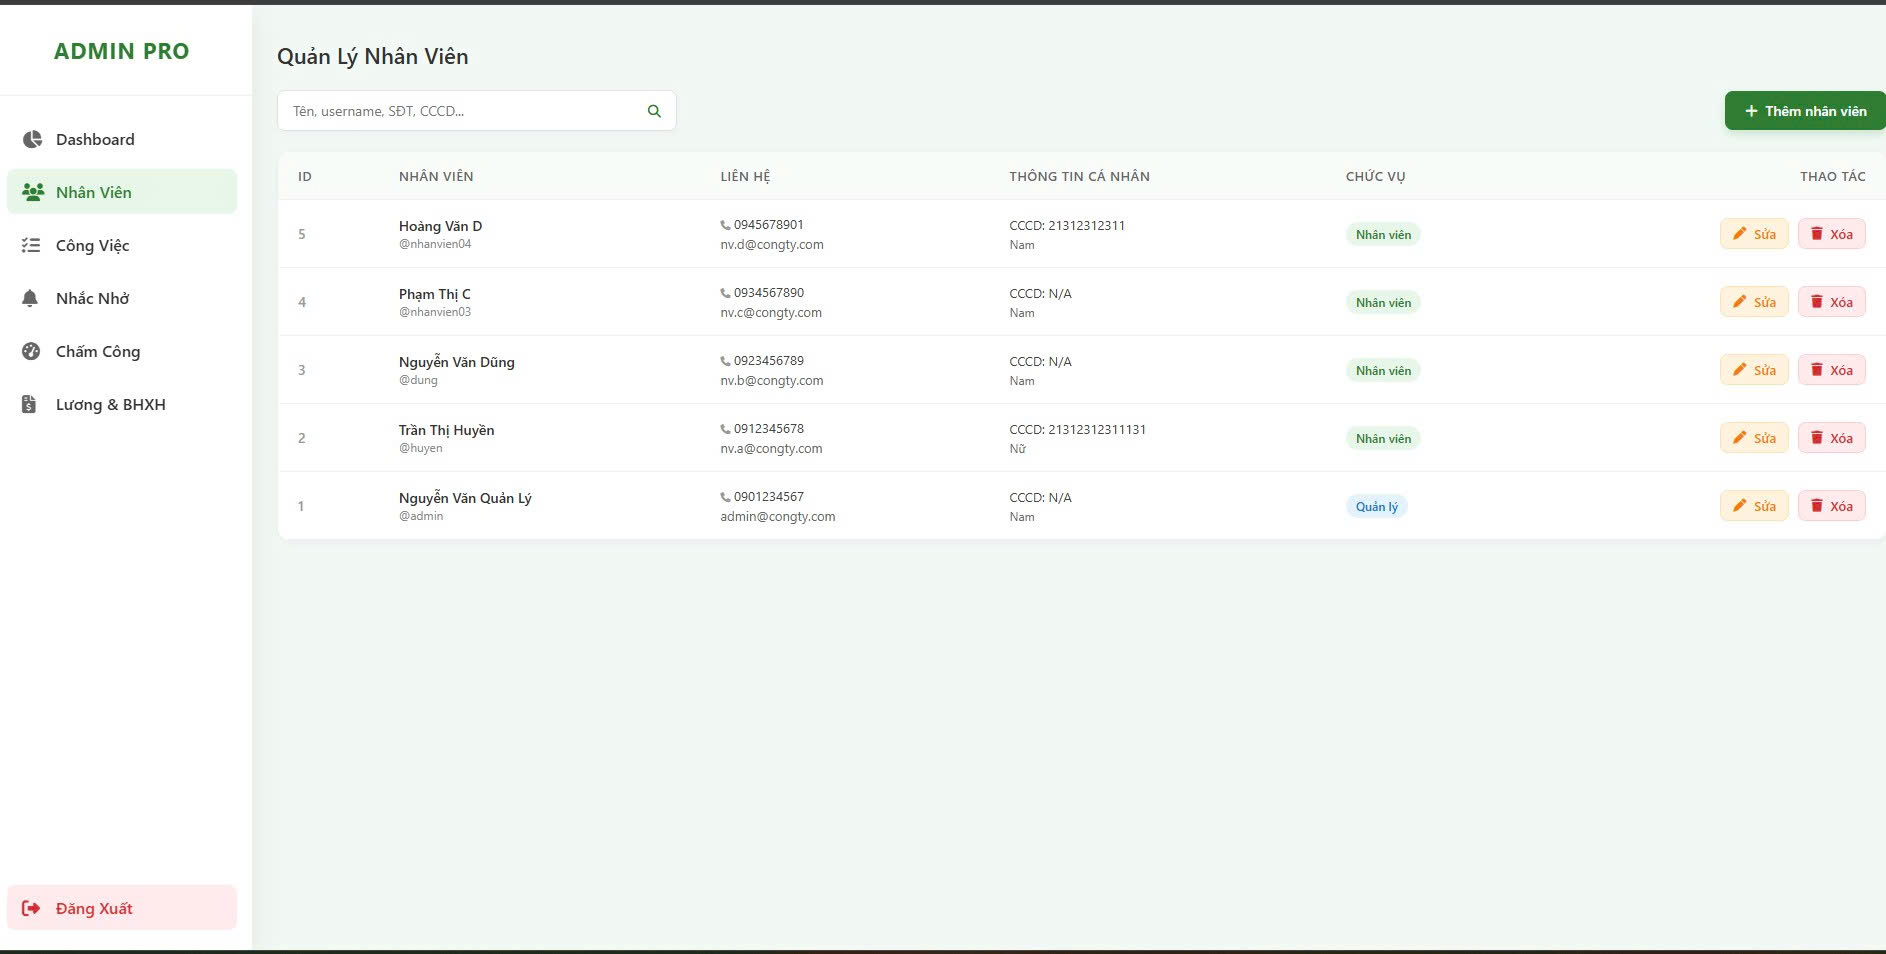 ADMIN PRO
Dashboard
Nhân Viên
Công Việc
Nhắc Nhở
Chấm Công
Lương & BHXH
Đăng Xuất
Quản Lý Nhân Viên
Tên, username, SĐT, CCCD...
Thêm nhân viên
ID NHÂN VIÊN LIÊN HỆ THÔNG TIN CÁ NHÂN CHỨC VỤ THAO TÁC
5 Hoàng Văn D 0945678901 CCCD: 21312312311 Nhân viên Sửa Xóa
@nhanvien04 nv.d@congty.com Nam
4 Phạm Thị C 0934567890 CCCD: N/A Nhân viên Sửa Xóa
@nhanvien03 nv.c@congty.com Nam
3 Nguyễn Văn Dũng 0923456789 CCCD: N/A Nhân viên Sửa Xóa
@dung nv.b@congty.com Nam
2 Trần Thị Huyền 0912345678 CCCD: 21312312311131 Nhân viên Sửa Xóa
@huyen nv.a@congty.com Nữ
1 Nguyễn Văn Quản Lý 0901234567 CCCD: N/A Quản lý Sửa Xóa
@admin admin@congty.com Nam